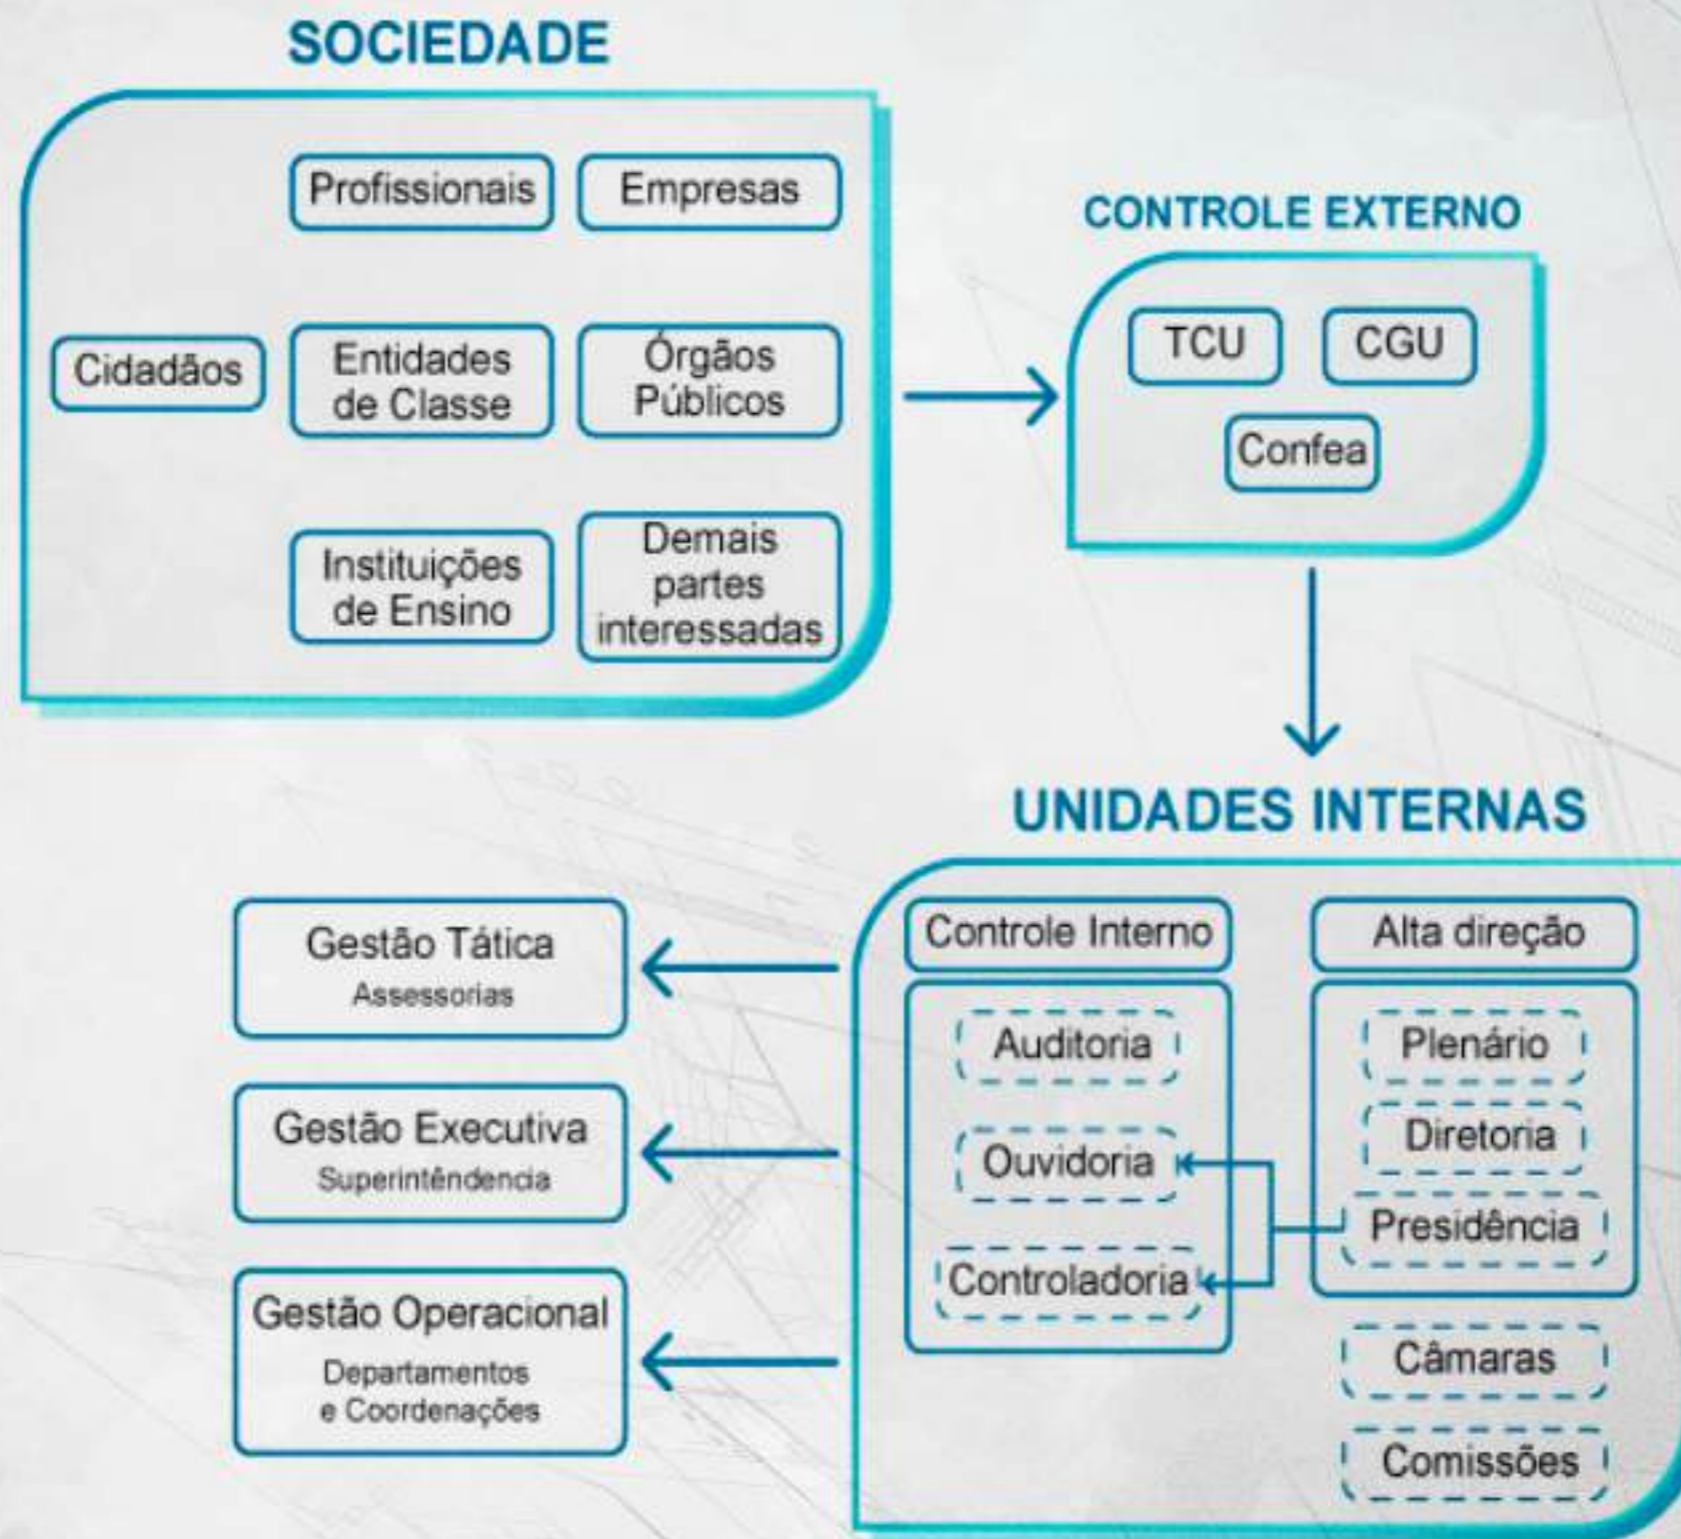 SOCIEDADE
Profissionais
Empresas
Cidadãos
Entidades
de Classe
Órgãos
Públicos
Instituições
de Ensino
Demais
partes
interessadas
CONTROLE EXTERNO
TCU
CGU
Confea
UNIDADES INTERNAS
Controle Interno
Auditoria
Ouvidoria
Controladoria
Alta direção
Plenário
Diretoria
Presidência
Câmaras
Comissões
Gestão Tática
Assessorias
Gestão Executiva
Superintêndencia
Gestão Operacional
Departamentos
e Coordenações